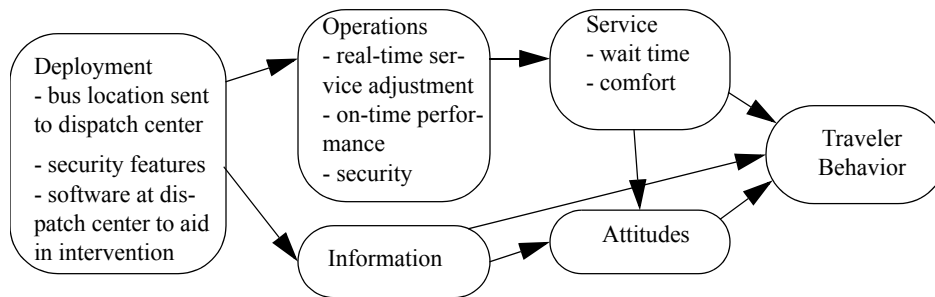 Deployment
- bus location sent
to dispatch center
- security features
- software at dis-
patch center to aid
in intervention
Operations
- real-time ser-
vice adjustment
- on-time perfor-
mance
- security
Service
- wait time
- comfort
Information
Attitudes
Traveler
Behavior